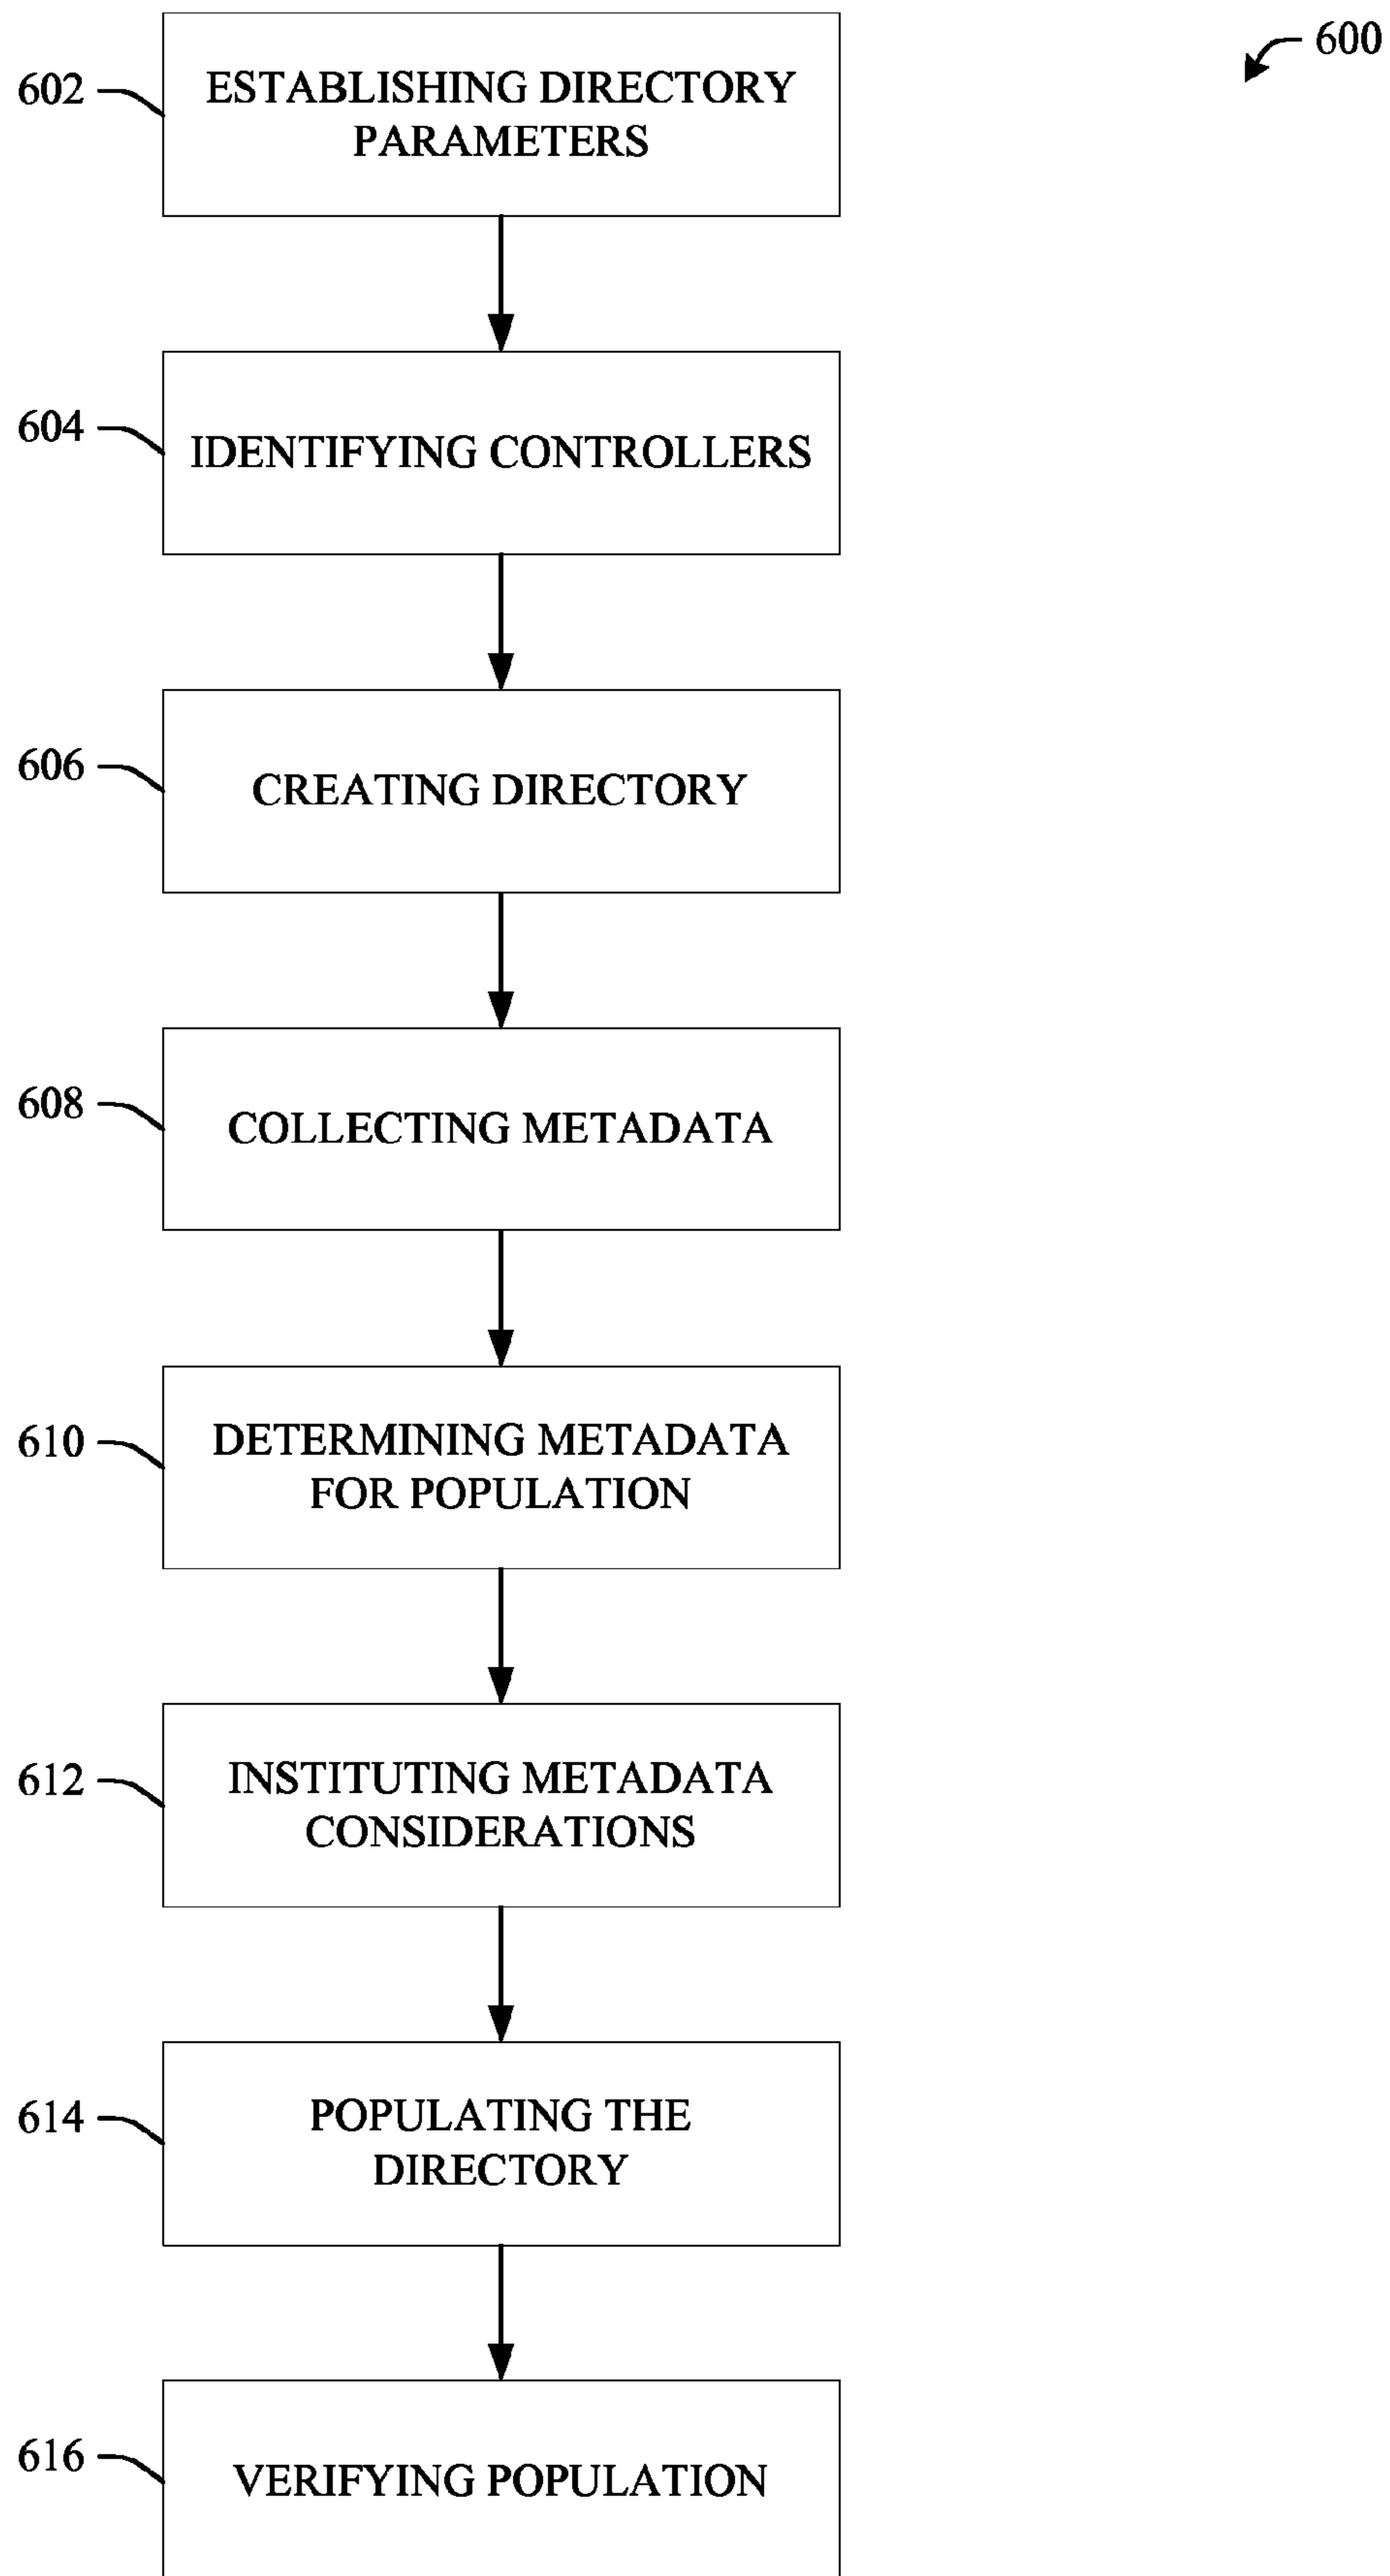 600
602
ESTABLISHING DIRECTORY
PARAMETERS
604
IDENTIFYING CONTROLLERS
606
CREATING DIRECTORY
608
COLLECTING METADATA
610
DETERMINING METADATA
FOR POPULATION
612
INSTITUTING METADATA
CONSIDERATIONS
614
POPULATING THE
DIRECTORY
616
VERIFYING POPULATION